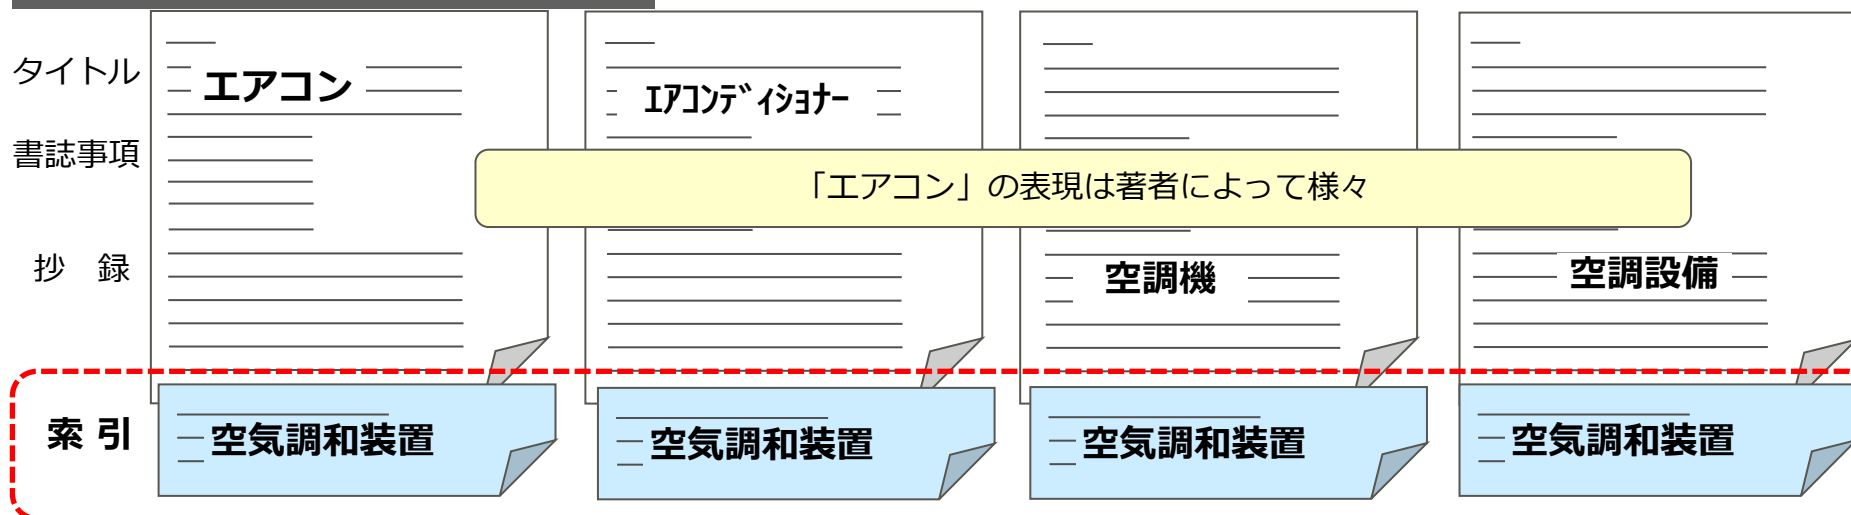 タイトル
エアコン
ｴｱｺﾝﾃﾞｨｼｮﾅｰ
書誌事項
「エアコン」の表現は著者によって様々
抄　録
空調機
空調設備
索 引
空気調和装置
空気調和装置
空気調和装置
空気調和装置